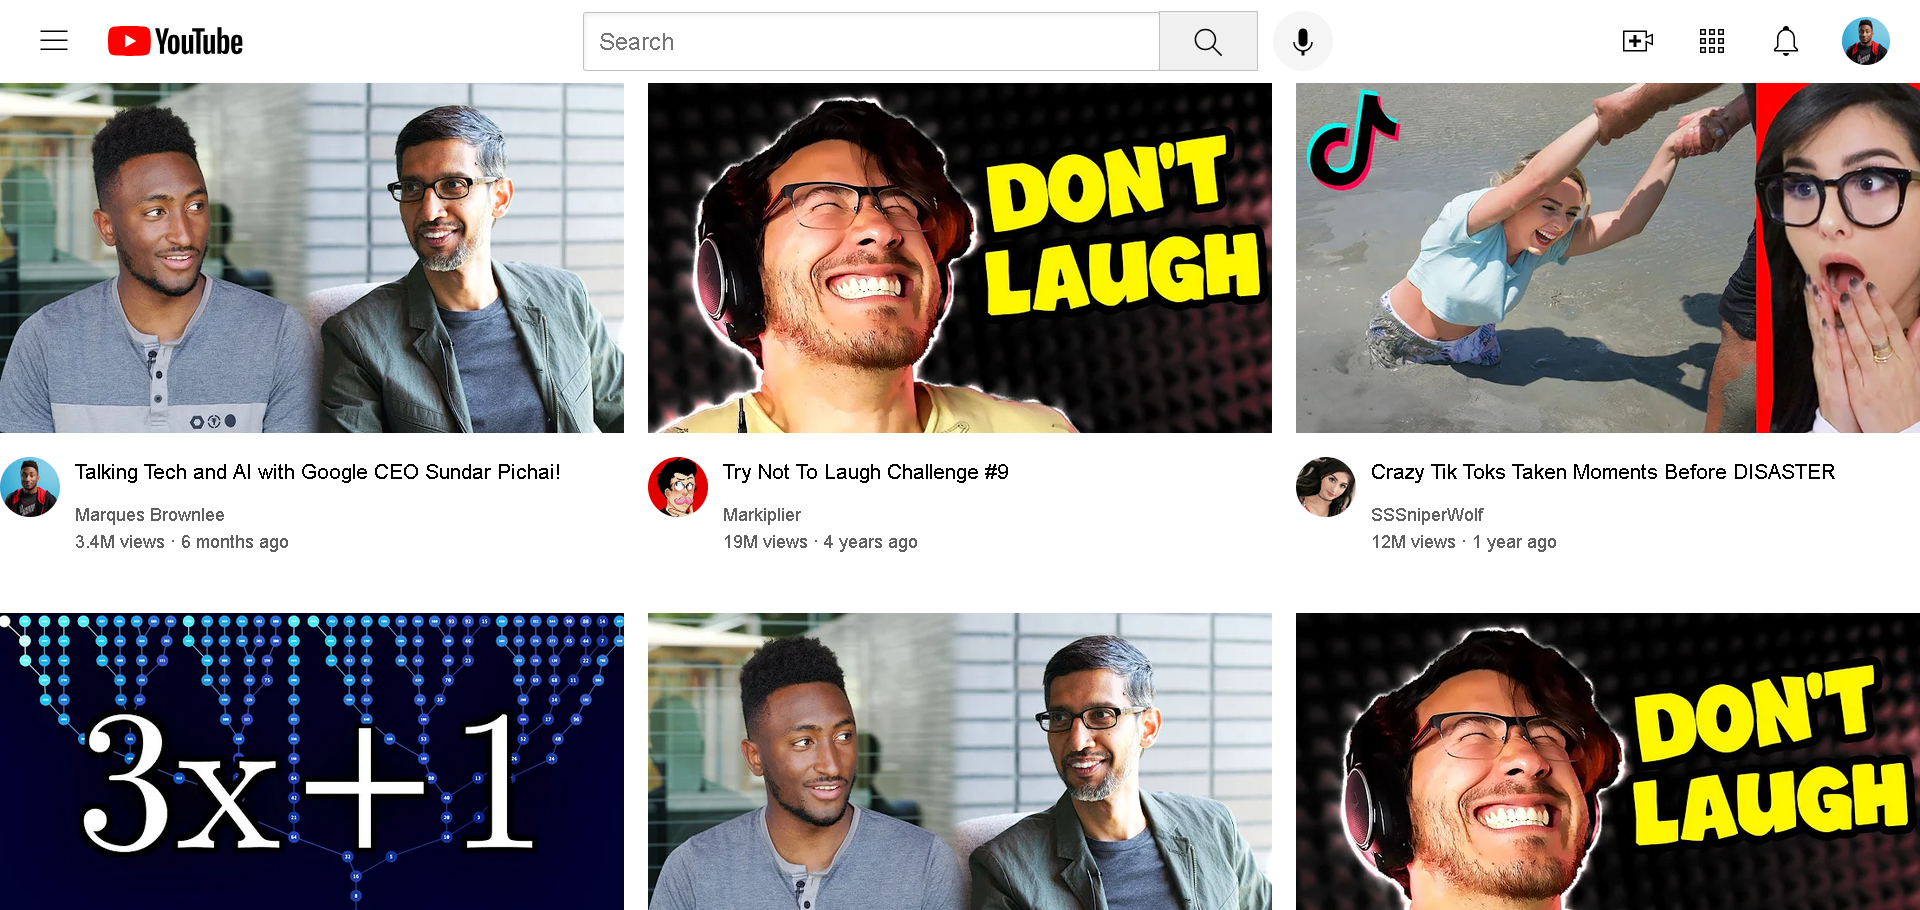 YouTube
Search
DON'T
LAUGH
Talking Tech and AI with Google CEO Sundar Pichai!
Marques Brownlee
3.4M views · 6 months ago
Try Not To Laugh Challenge #9
Markiplier
19M views · 4 years ago
Crazy Tik Toks Taken Moments Before DISASTER
SSSniperWolf
12M views · 1 year ago
3x+1
DON'T
LAUGH